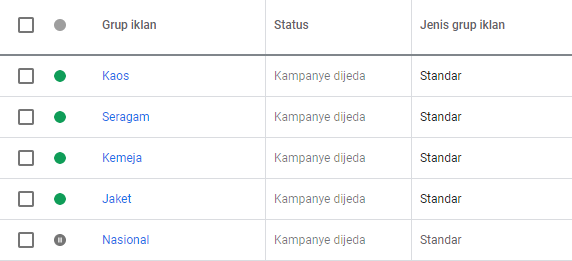 Grup iklan Status Jenis grup iklan
Kaos Kampanye dijeda Standar
Seragam Kampanye dijeda Standar
Kemeja Kampanye dijeda Standar
Jaket Kampanye dijeda Standar
Nasional Kampanye dijeda Standar